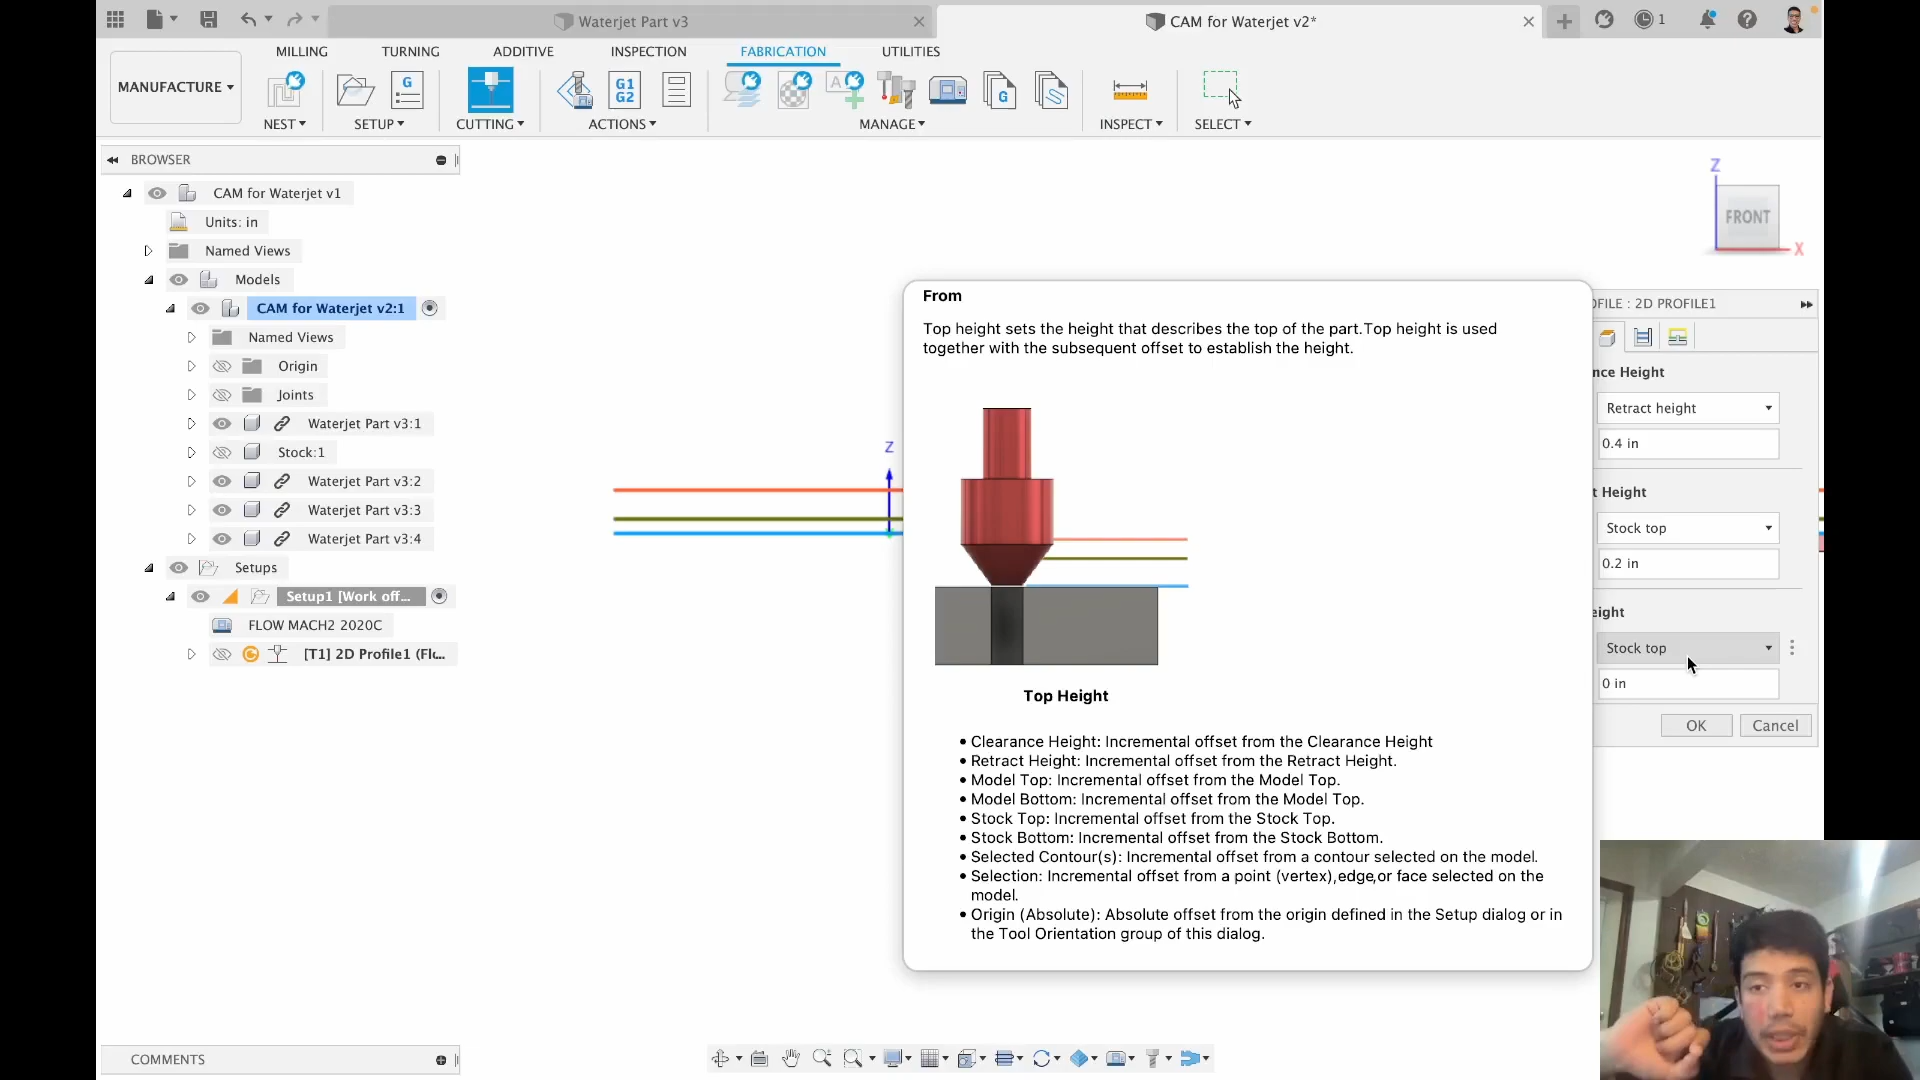 Waterjet Part v3
CAM for Waterjet v2*
1
MILLING
TURNING
ADDITIVE
INSPECTION
FABRICATION
UTILITIES
MANUFACTURE
G
G1
G2
G
NEST
SETUP
CUTTING
ACTIONS
MANAGE
INSPECT
SELECT
BROWSER
CAM for Waterjet v1
Units: in
Named Views
Models
CAM for Waterjet v2:1
Named Views
Origin
Joints
Waterjet Part v3:1
Stock:1
Waterjet Part v3:2
Waterjet Part v3:3
Waterjet Part v3:4
Setups
Setup1 [Work off...
FLOW MACH2 2020C
[T1] 2D Profile1 (Flo...
Z
Z
FRONT
X
From
Top height sets the height that describes the top of the part.Top height is used
together with the subsequent offset to establish the height.
Top Height
• Clearance Height: Incremental offset from the Clearance Height
• Retract Height: Incremental offset from the Retract Height.
• Model Top: Incremental offset from the Model Top.
• Model Bottom: Incremental offset from the Model Top.
• Stock Top: Incremental offset from the Stock Top.
• Stock Bottom: Incremental offset from the Stock Bottom.
• Selected Contour(s): Incremental offset from a contour selected on the model.
• Selection: Incremental offset from a point (vertex),edge,or face selected on the
model.
• Origin (Absolute): Absolute offset from the origin defined in the Setup dialog or in
the Tool Orientation group of this dialog.
OFILE : 2D PROFILE1
nce Height
Retract height
0.4 in
t Height
Stock top
0.2 in
eight
Stock top
0 in
OK
Cancel
COMMENTS